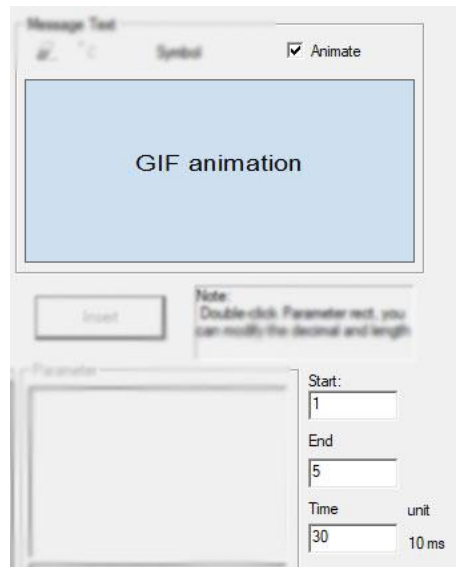 Message Text
Symbol
Animate
GIF animation
Insert
Note:
Double-click Parameter rect, you
can modify the decimal and length
Parameter
Start:
1
End
5
Time
unit
30
10 ms